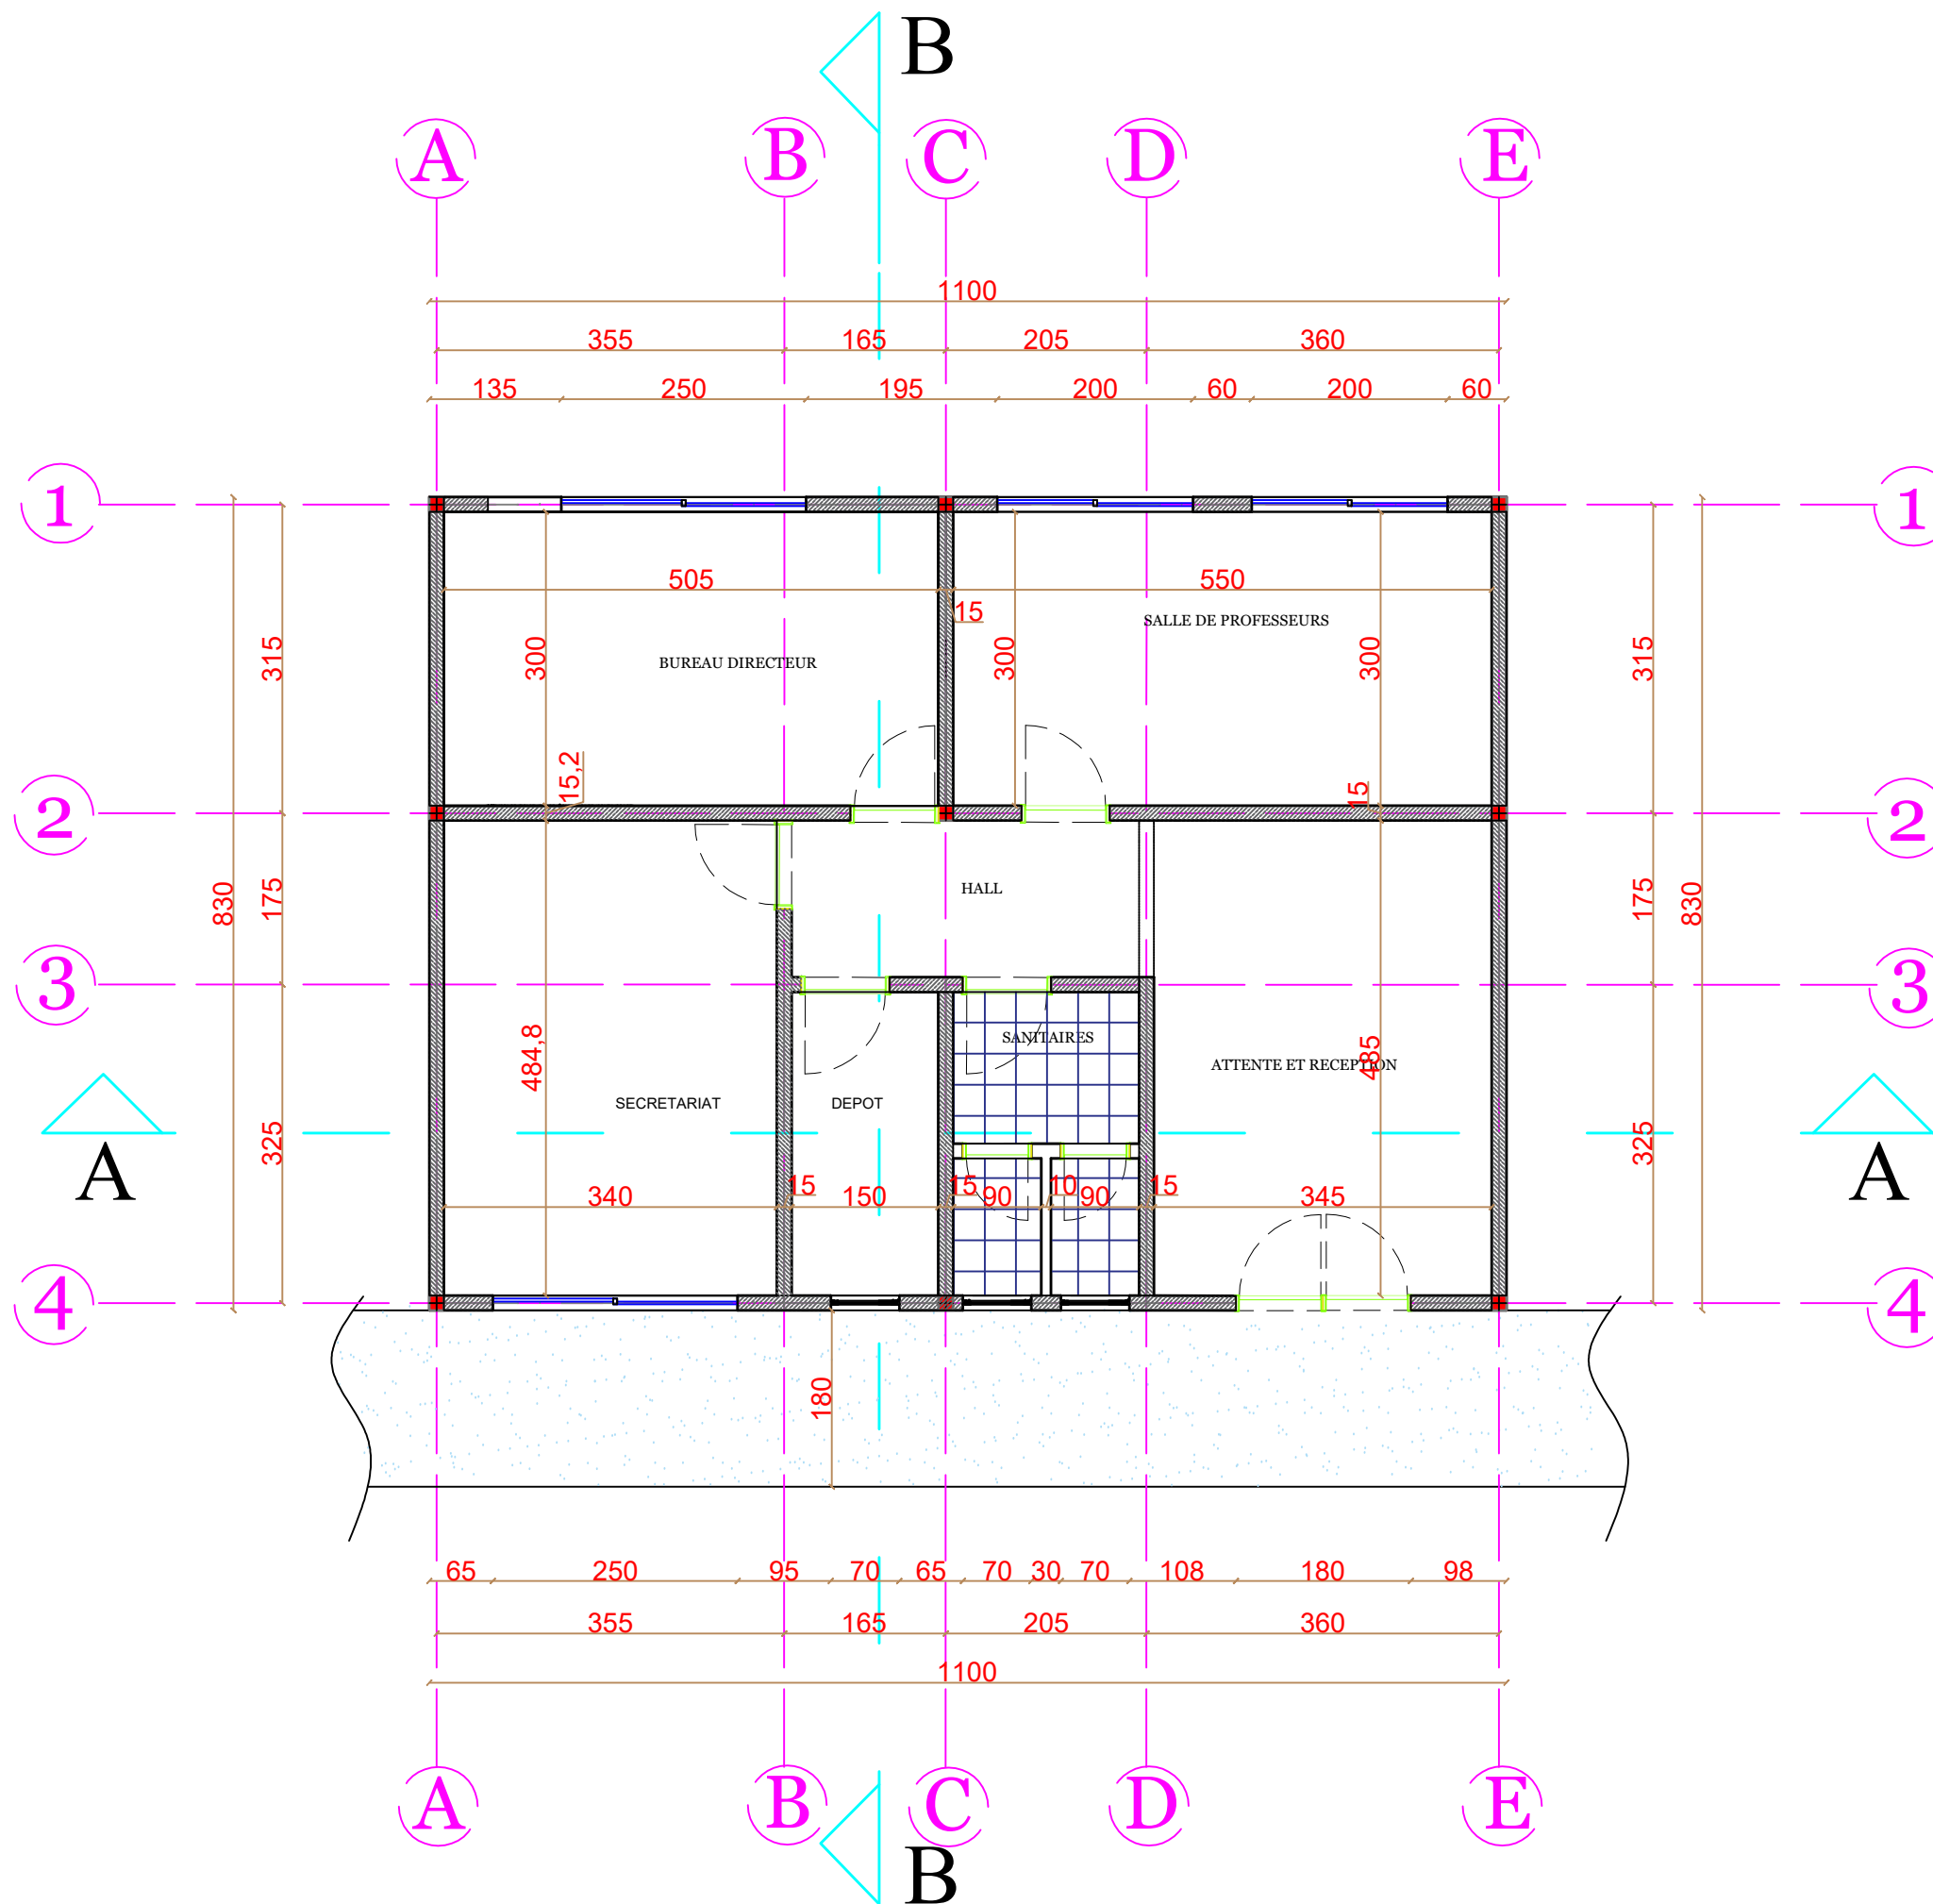 B
A B C D E
1100
355 165 205 360
135 250 195 200 60 200 60
1 1
505 550
15
SALLE DE PROFESSEURS
315 300 300 300 315
BUREAU DIRECTEUR
15,2 15
2 2
HALL
830 175 175 830
3 3
SANITAIRES
484,8 485
ATTENTE ET RECEPTION
SECRETARIAT DEPOT
325 325
A A
340 15 150 15 90 10 90 15 345
4 4
180
65 250 95 70 65 70 30 70 108 180 98
355 165 205 360
1100
A B C D E
B